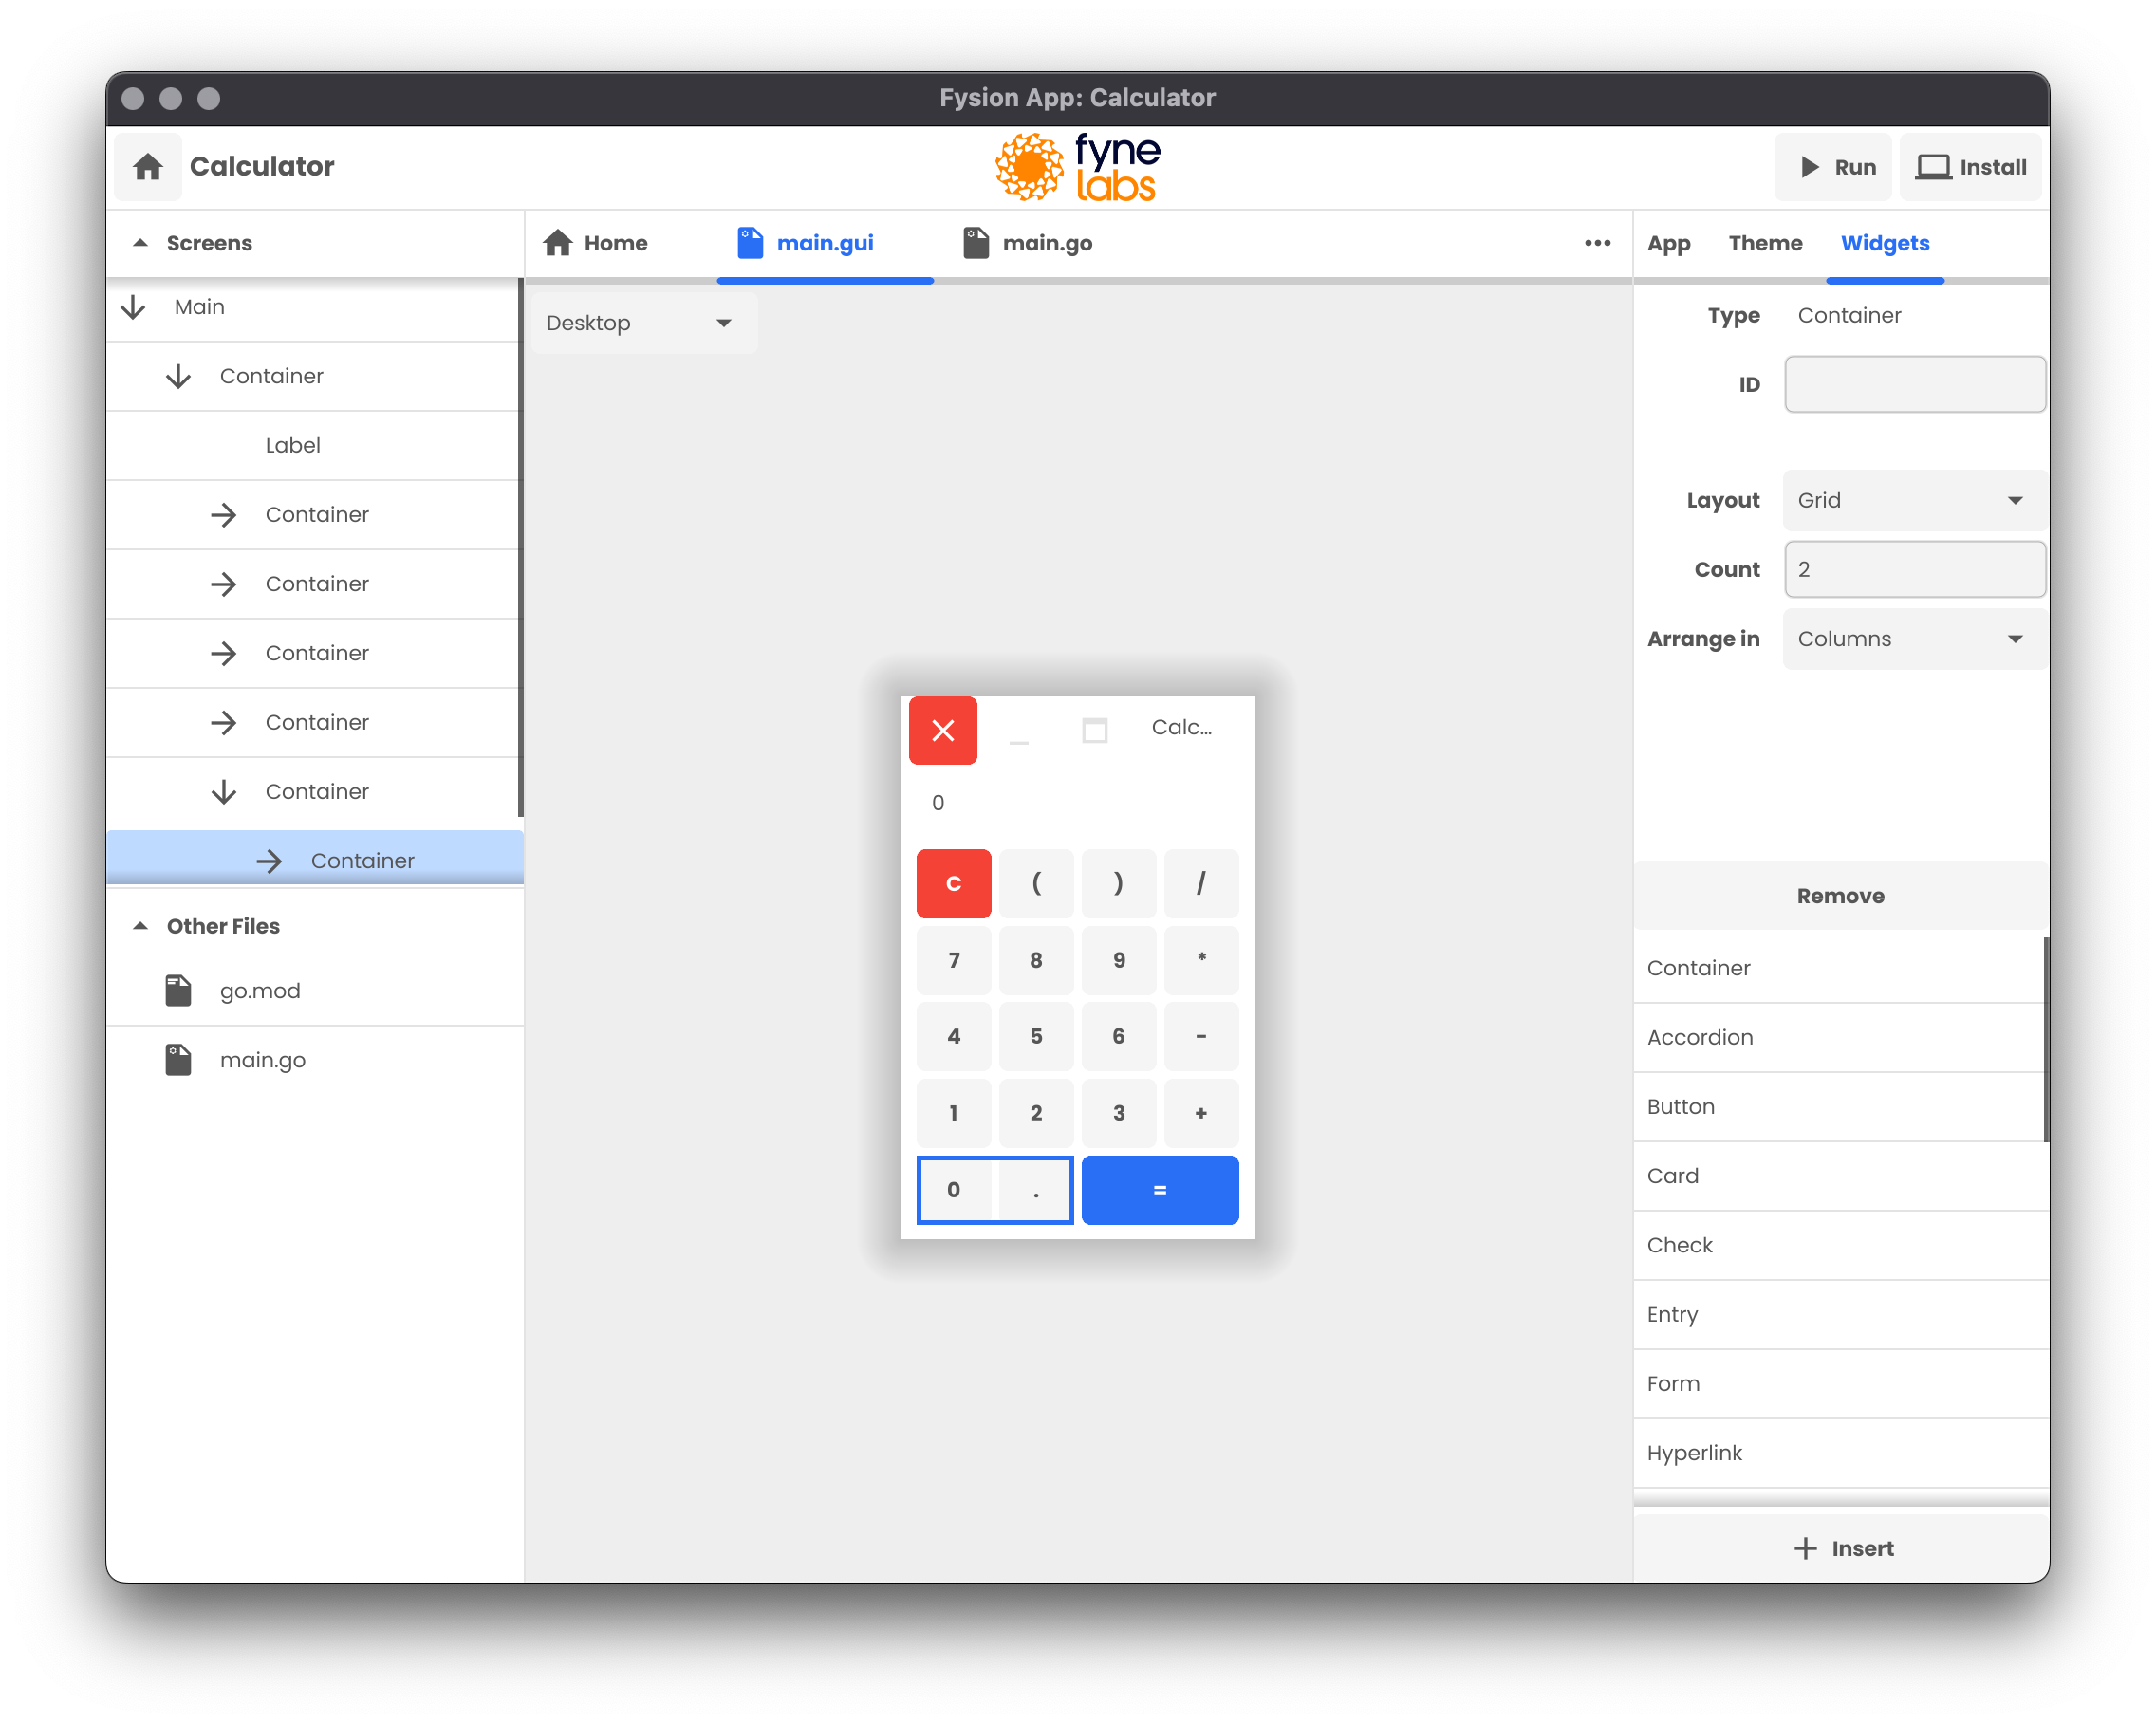 Fysion App: Calculator
Calculator
fyne
labs
Run
Install
Screens
Main
Container
Label
Container
Container
Container
Container
Container
Container
Other Files
go.mod
main.go
Home
main.gui
main.go
Desktop
Calc...
0
C ( ) /
7 8 9 *
4 5 6 -
1 2 3 +
0 . =
App Theme Widgets
Type Container
ID
Layout Grid
Count 2
Arrange in Columns
Remove
Container
Accordion
Button
Card
Check
Entry
Form
Hyperlink
Insert